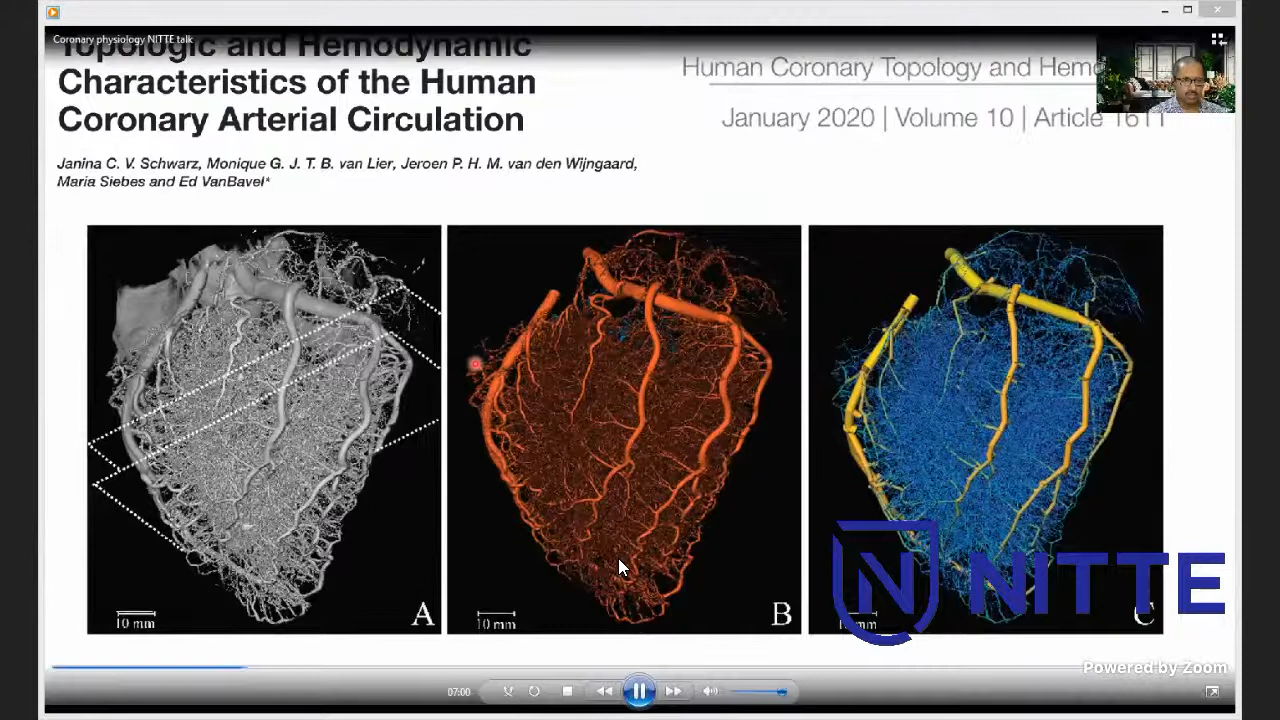 Coronary physiology NITTE talk
Topologic and Hemodynamic
Characteristics of the Human
Coronary Arterial Circulation
Human Coronary Topology and Hemo
January 2020 | Volume 10 | Article 1611
Janina C. V. Schwarz, Monique G. J. T. B. van Lier, Jeroen P. H. M. van den Wijngaard,
Maria Siebes and Ed VanBavel*
10 mm
A
10 mm
B
mm
C
N NITTE
Powered by Zoom
07:00